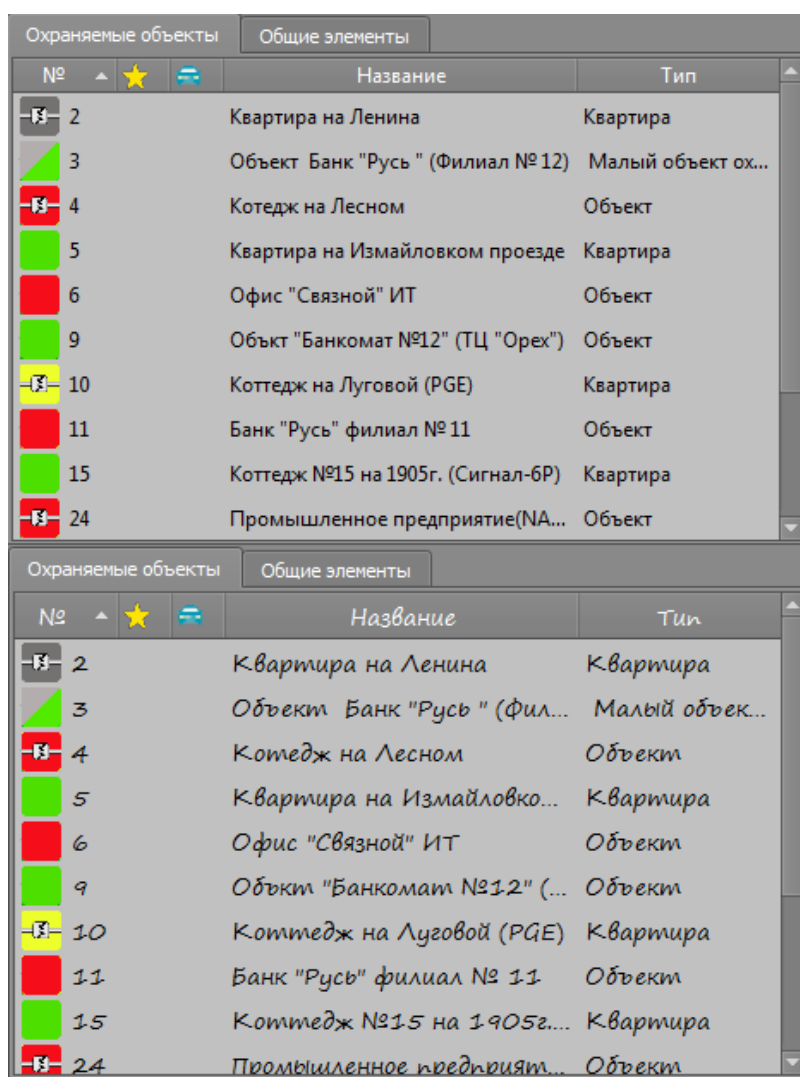 Охраняемые объекты Общие элементы
№ Название Тип
2 Квартира на Ленина Квартира
3 Объект Банк "Русь " (Филиал № 12) Малый объект ох...
4 Котедж на Лесном Объект
5 Квартира на Измайловком проезде Квартира
6 Офис "Связной" ИТ Объект
9 Объкт "Банкомат №12" (ТЦ "Орех") Объект
10 Коттедж на Луговой (PGE) Квартира
11 Банк "Русь" филиал № 11 Объект
15 Коттедж №15 на 1905г. (Сигнал-6Р) Квартира
24 Промышленное предприятие(NA... Объект
Охраняемые объекты Общие элементы
№ Название Тип
2 Квартира на Ленина Квартира
3 Объект Банк "Русь " (Фил... Малый объек...
4 Котедж на Лесном Объект
5 Квартира на Измайловко... Квартира
6 Офис "Связной" ИТ Объект
9 Объкт "Банкомат №12" (... Объект
10 Коттедж на Луговой (PGE) Квартира
11 Банк "Русь" филиал № 11 Объект
15 Коттедж №15 на 1905г.... Квартира
24 Промышленное предприят... Объект